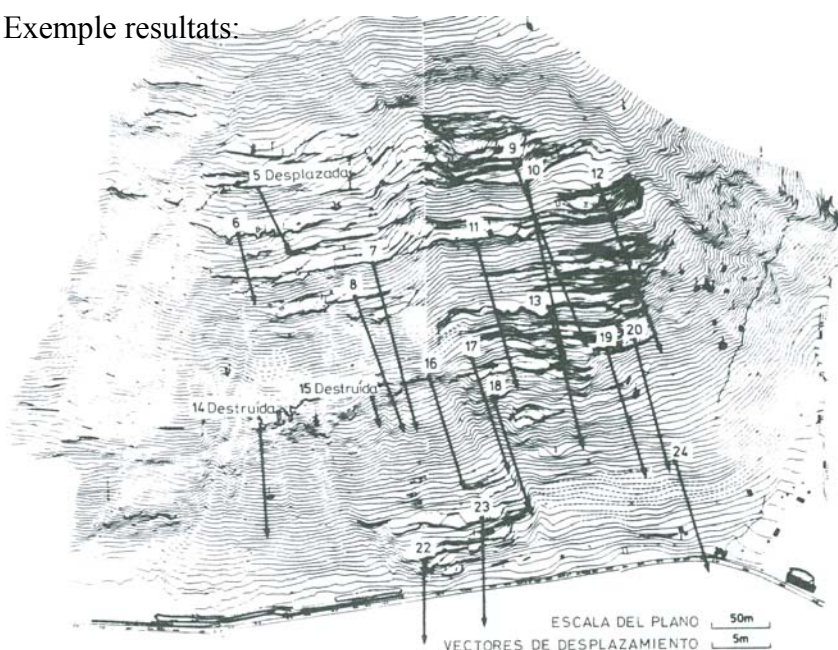 Exemple resultats:
9
10
12
5 Desplazada
6
7
11
8
13
19
20
17
16
18
15 Destruida
14 Destruida
24
23
22
ESCALA DEL PLANO 50m
VECTORES DE DESPLAZAMIENTO 5m